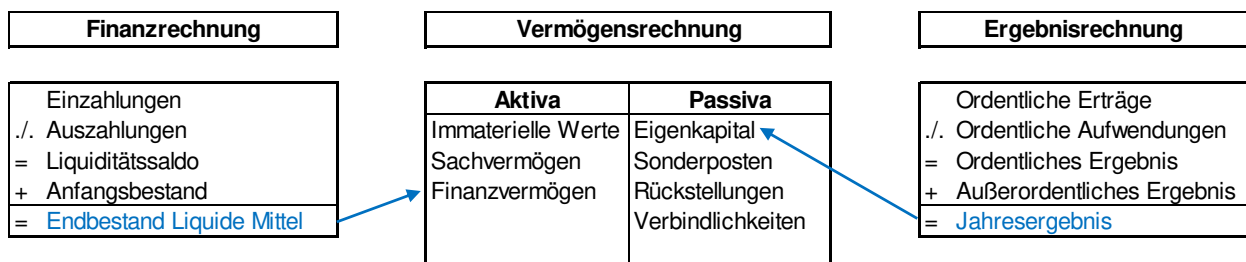 Finanzrechnung
Einzahlungen
./. Auszahlungen
= Liquiditätssaldo
+ Anfangsbestand
= Endbestand Liquide Mittel
Vermögensrechnung
Aktiva Passiva
Immaterielle Werte Eigenkapital
Sachvermögen Sonderposten
Finanzvermögen Rückstellungen
Verbindlichkeiten
Ergebnisrechnung
Ordentliche Erträge
./. Ordentliche Aufwendungen
= Ordentliches Ergebnis
+ Außerordentliches Ergebnis
= Jahresergebnis